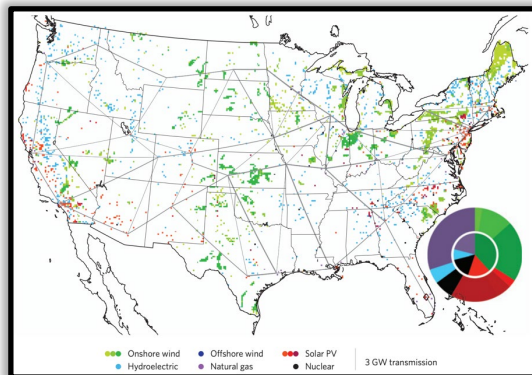 Onshore wind Offshore wind Solar PV
Hydroelectric Natural gas Nuclear
3 GW transmission